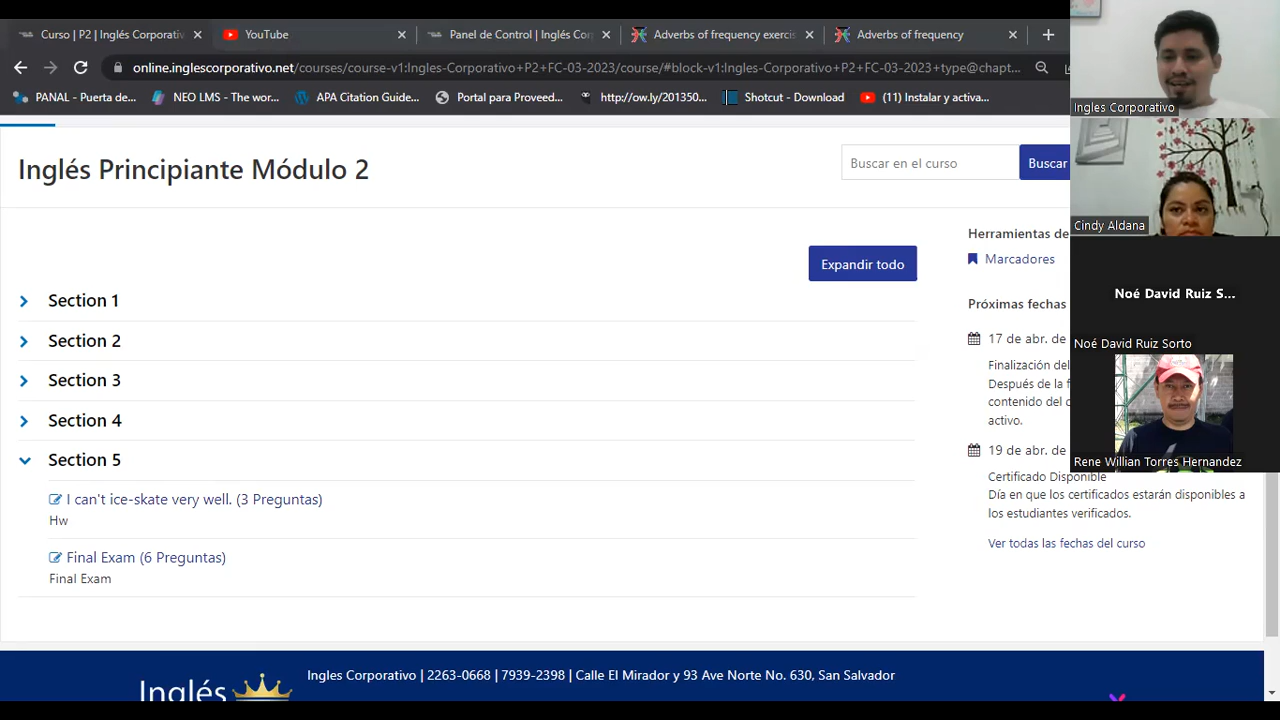 Curso | P2 | Inglés Corporativ
YouTube
Panel de Control | Inglés Cor
Adverbs of frequency exercis
Adverbs of frequency
online.inglescorporativo.net/courses/course-v1:Ingles-Corporativo+P2+FC-03-2023/course/#block-v1:Ingles-Corporativo+P2+FC-03-2023+type@chapt...
PANAL - Puerta de...
NEO LMS - The wor...
APA Citation Guide...
Portal para Proveed...
http://ow.ly/201350...
Shotcut - Download
(11) Instalar y activa...
Inglés Principiante Módulo 2
Buscar en el curso
Buscar
Expandir todo
Section 1
Section 2
Section 3
Section 4
Section 5
I can't ice-skate very well. (3 Preguntas)
Hw
Final Exam (6 Preguntas)
Final Exam
Herramientas de
Marcadores
Próximas fechas
17 de abr. de
Finalización del
Después de la f
contenido del c
activo.
19 de abr. de
Certificado Disponible
Día en que los certificados estarán disponibles a
los estudiantes verificados.
Ver todas las fechas del curso
Ingles Corporativo
Cindy Aldana
Noé David Ruiz S...
Noé David Ruiz Sorto
Rene Willian Torres Hernandez
Inglés
Ingles Corporativo | 2263-0668 | 7939-2398 | Calle El Mirador y 93 Ave Norte No. 630, San Salvador